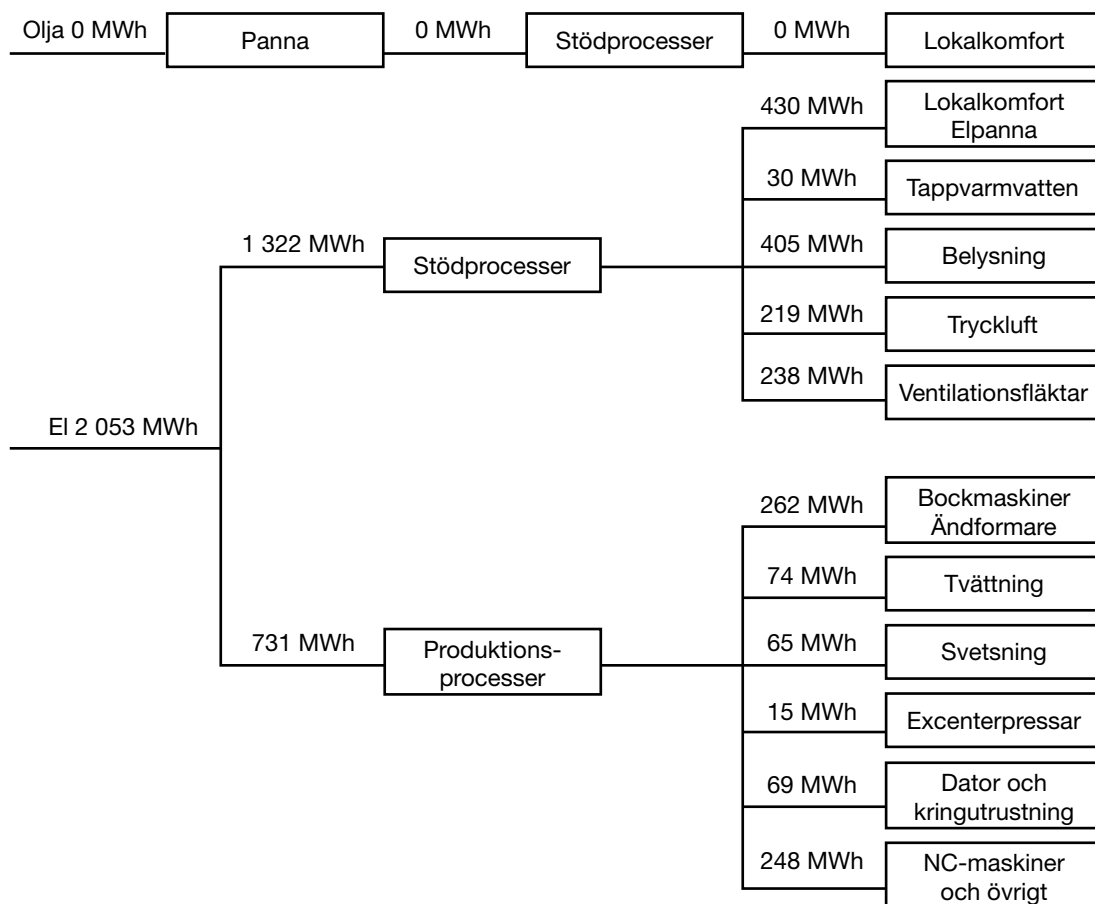 Olja 0 MWh
Panna
0 MWh
Stödprocesser
0 MWh
Lokalkomfort
430 MWh
Lokalkomfort
Elpanna
30 MWh
Tappvarmvatten
1 322 MWh
Stödprocesser
405 MWh
Belysning
219 MWh
Tryckluft
238 MWh
Ventilationsfläktar
El 2 053 MWh
262 MWh
Bockmaskiner
Ändformare
74 MWh
Tvättning
731 MWh
Produktions-
processer
65 MWh
Svetsning
15 MWh
Excenterpressar
69 MWh
Dator och
kringutrustning
248 MWh
NC-maskiner
och övrigt